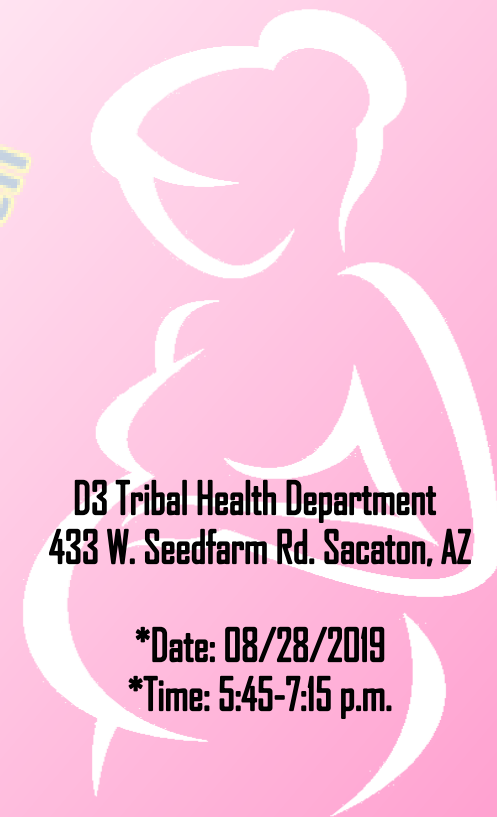 D3 Tribal Health Department
433 W. Seedfarm Rd. Sacaton, AZ
*Date: 08/28/2019
*Time: 5:45-7:15 p.m.